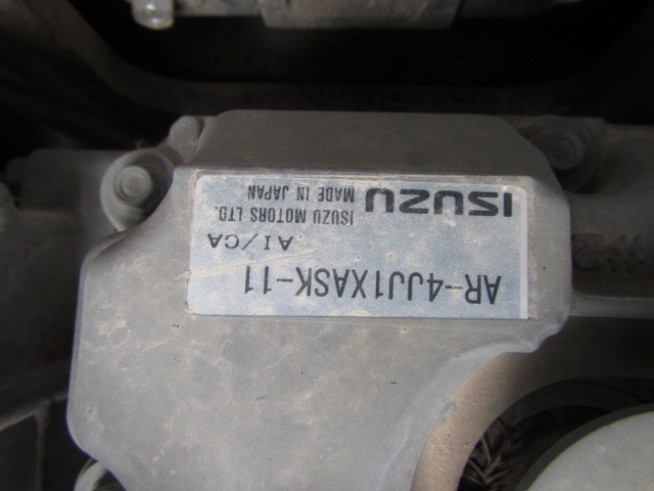 ISUZU
ISUZU MOTORS LTD.
MADE IN JAPAN
AI/CA
AR-4JJ1XASK-11